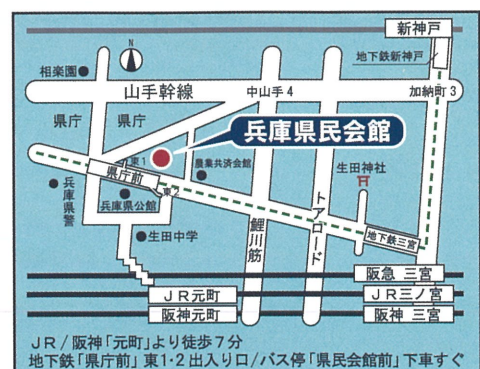 新神戸
地下鉄新神戸
N
相楽園
山手幹線
中山手4
加納町3
県庁
県庁
兵庫県民会館
東1
農業共済会館
生田神社
県庁前
東2
兵庫県警
兵庫県公館
トアロード
生田中学
鯉川筋
地下鉄三宮
阪急 三宮
JR元町
JR三ノ宮
阪神元町
阪神 三宮
JR/阪神「元町」より徒歩7分
地下鉄「県庁前」東1・2出入り口/バス停「県民会館前」下車すぐ